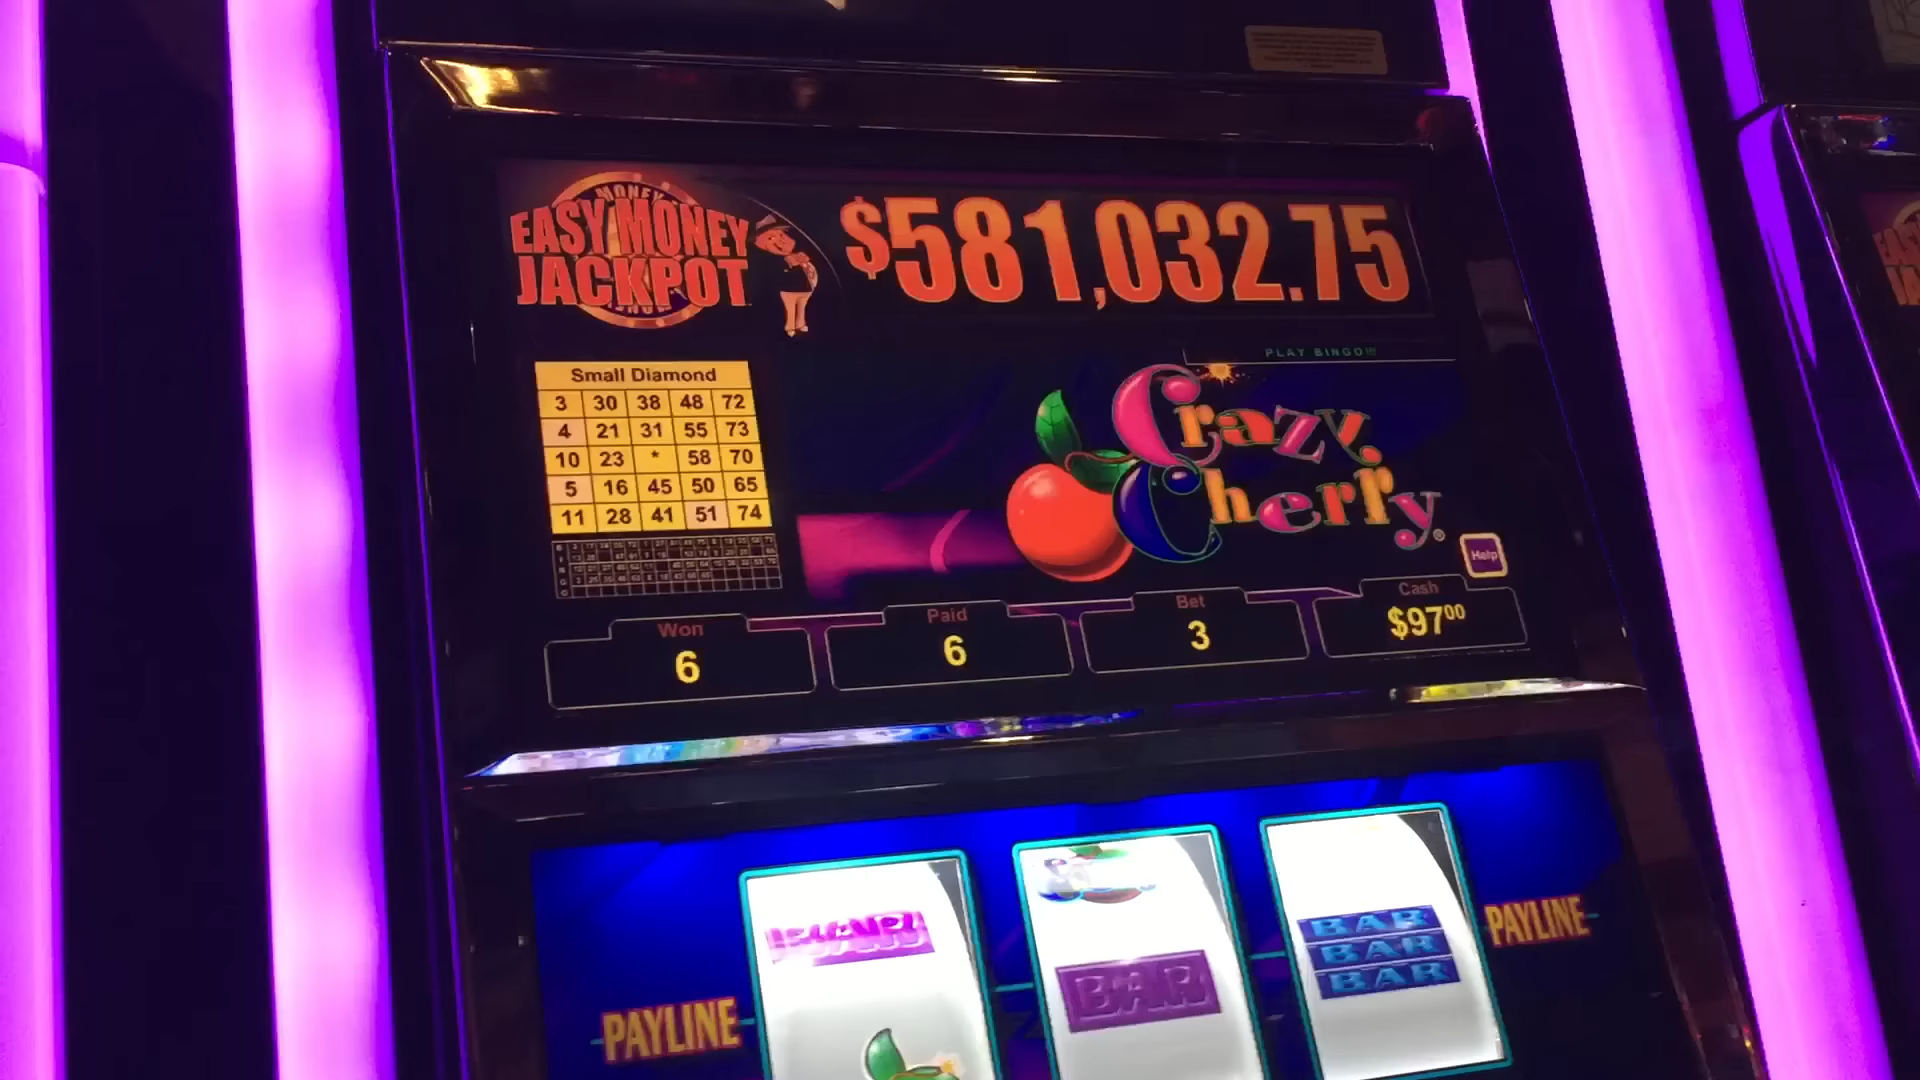 MONEY
EASY MONEY
JACKPOT
$581,032.75
PLAY BINGO!!!
Small Diamond
3 30 38 48 72
4 21 31 55 73
10 23 * 58 70
5 16 45 50 65
11 28 41 51 74
Crazy
Cherry
Help
Won
6
Paid
6
Bet
3
Cash
$97.00
BAR
BAR
BAR
BAR
PAYLINE
PAYLINE